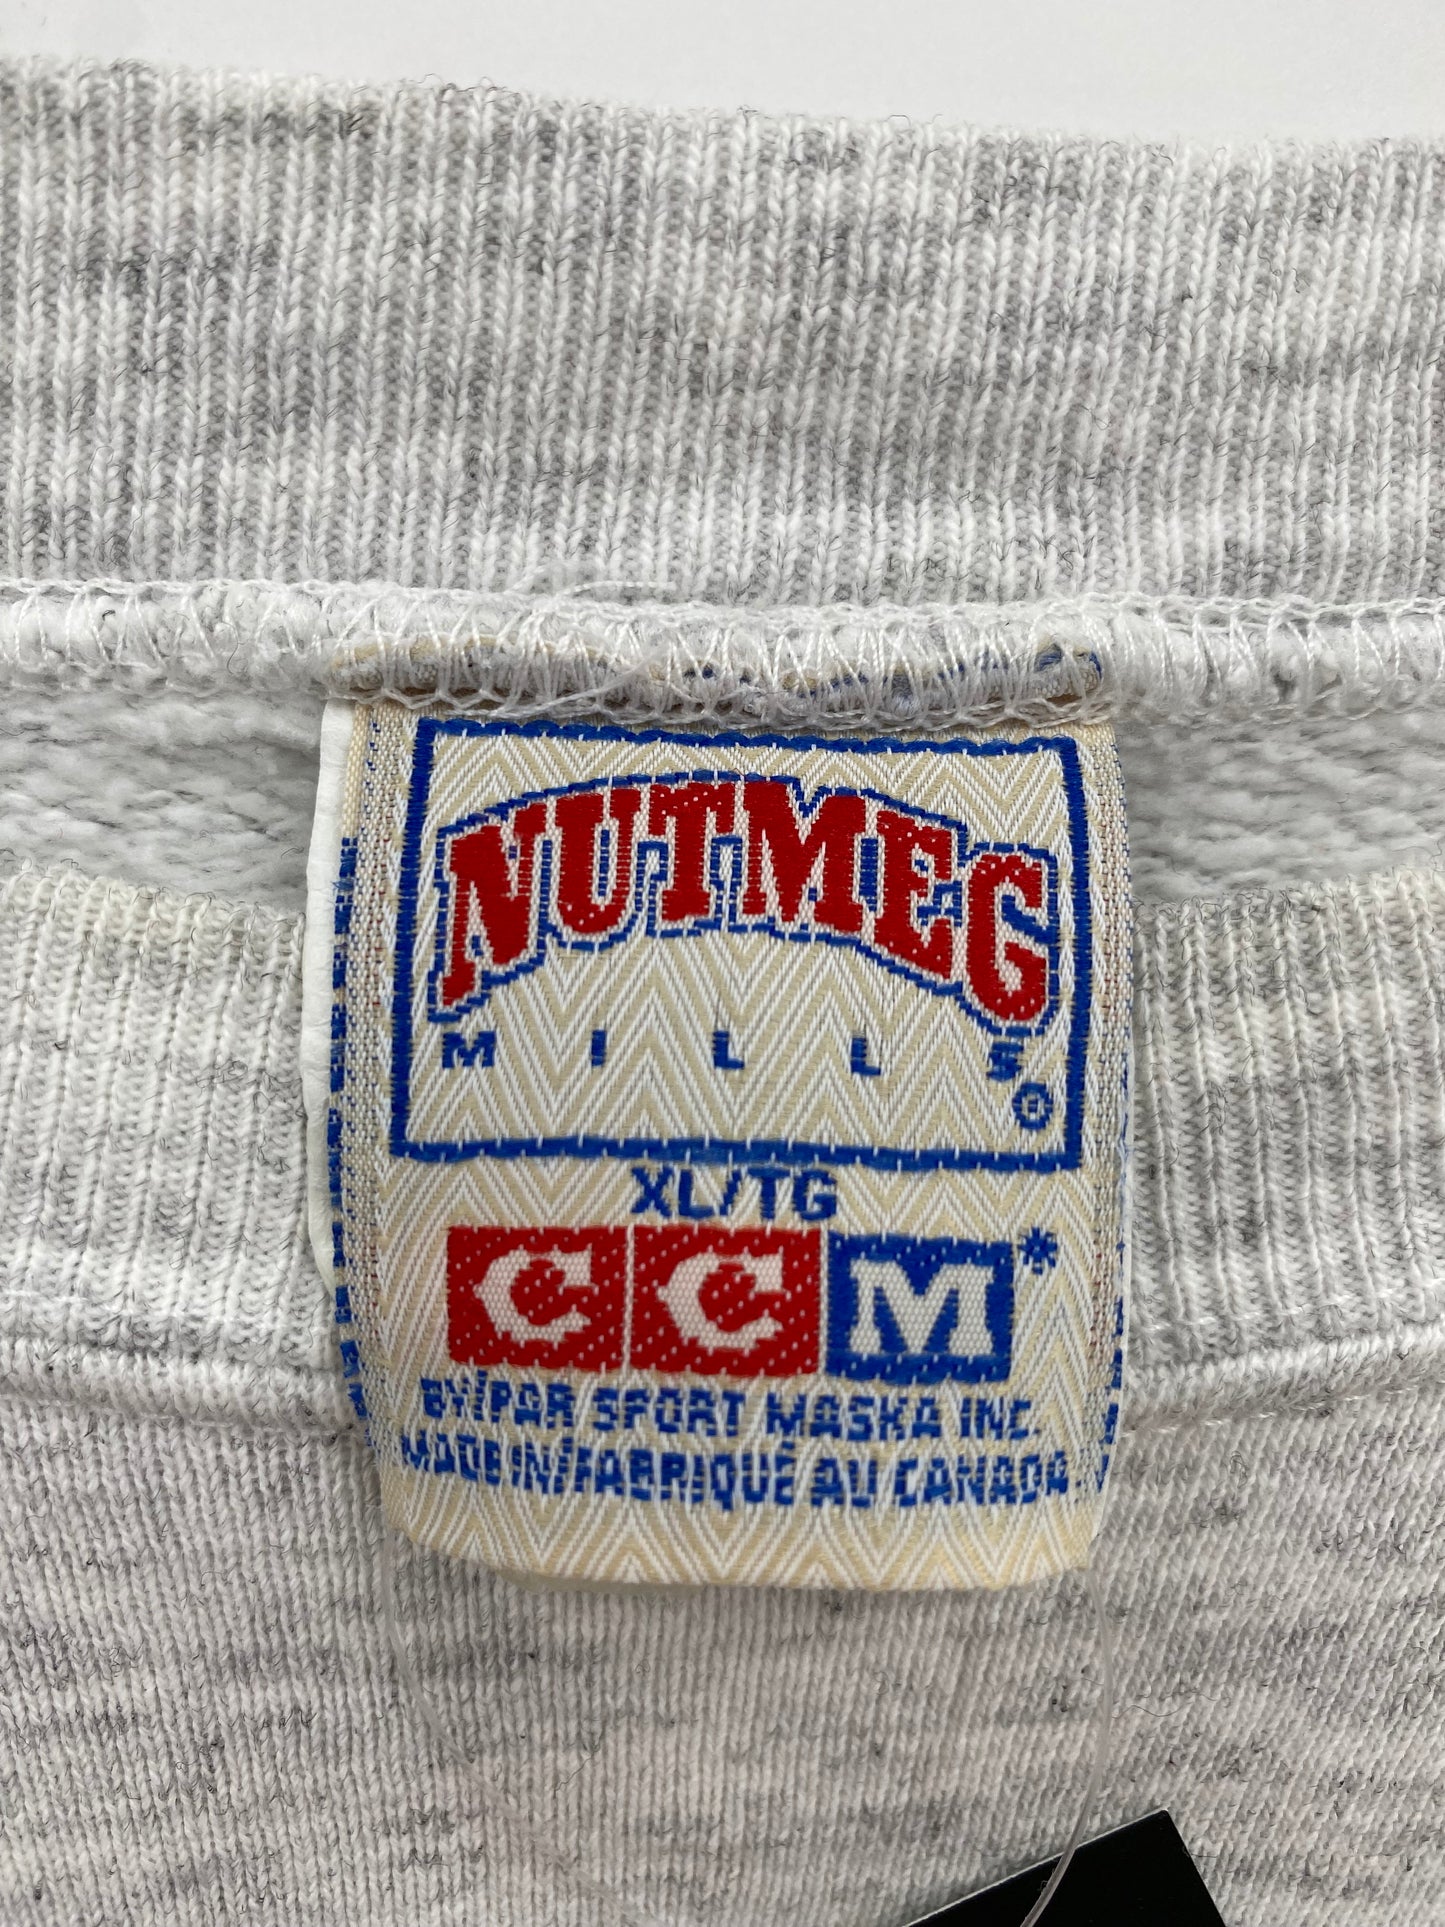 NUTMEG
MILLS
®
XL/TG
CCM*
BY/PAR SPORT MASKA INC.
MADE IN/FABRIQUÉ AU CANADA